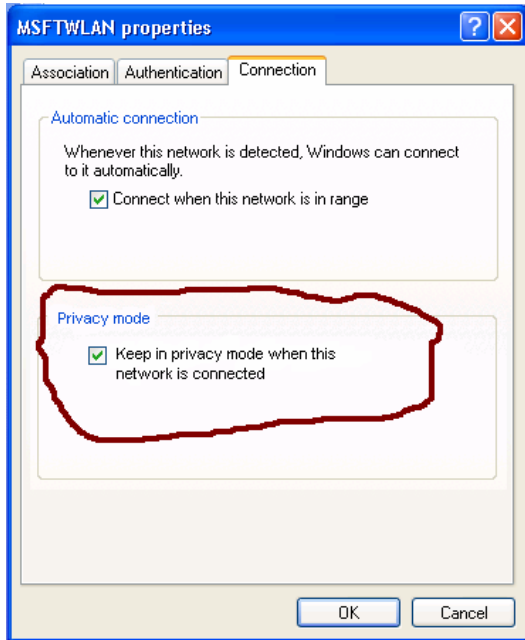 MSFTWLAN properties
Association Authentication Connection
Automatic connection
Whenever this network is detected, Windows can connect
to it automatically.
Connect when this network is in range
Privacy mode
Keep in privacy mode when this
network is connected
OK Cancel